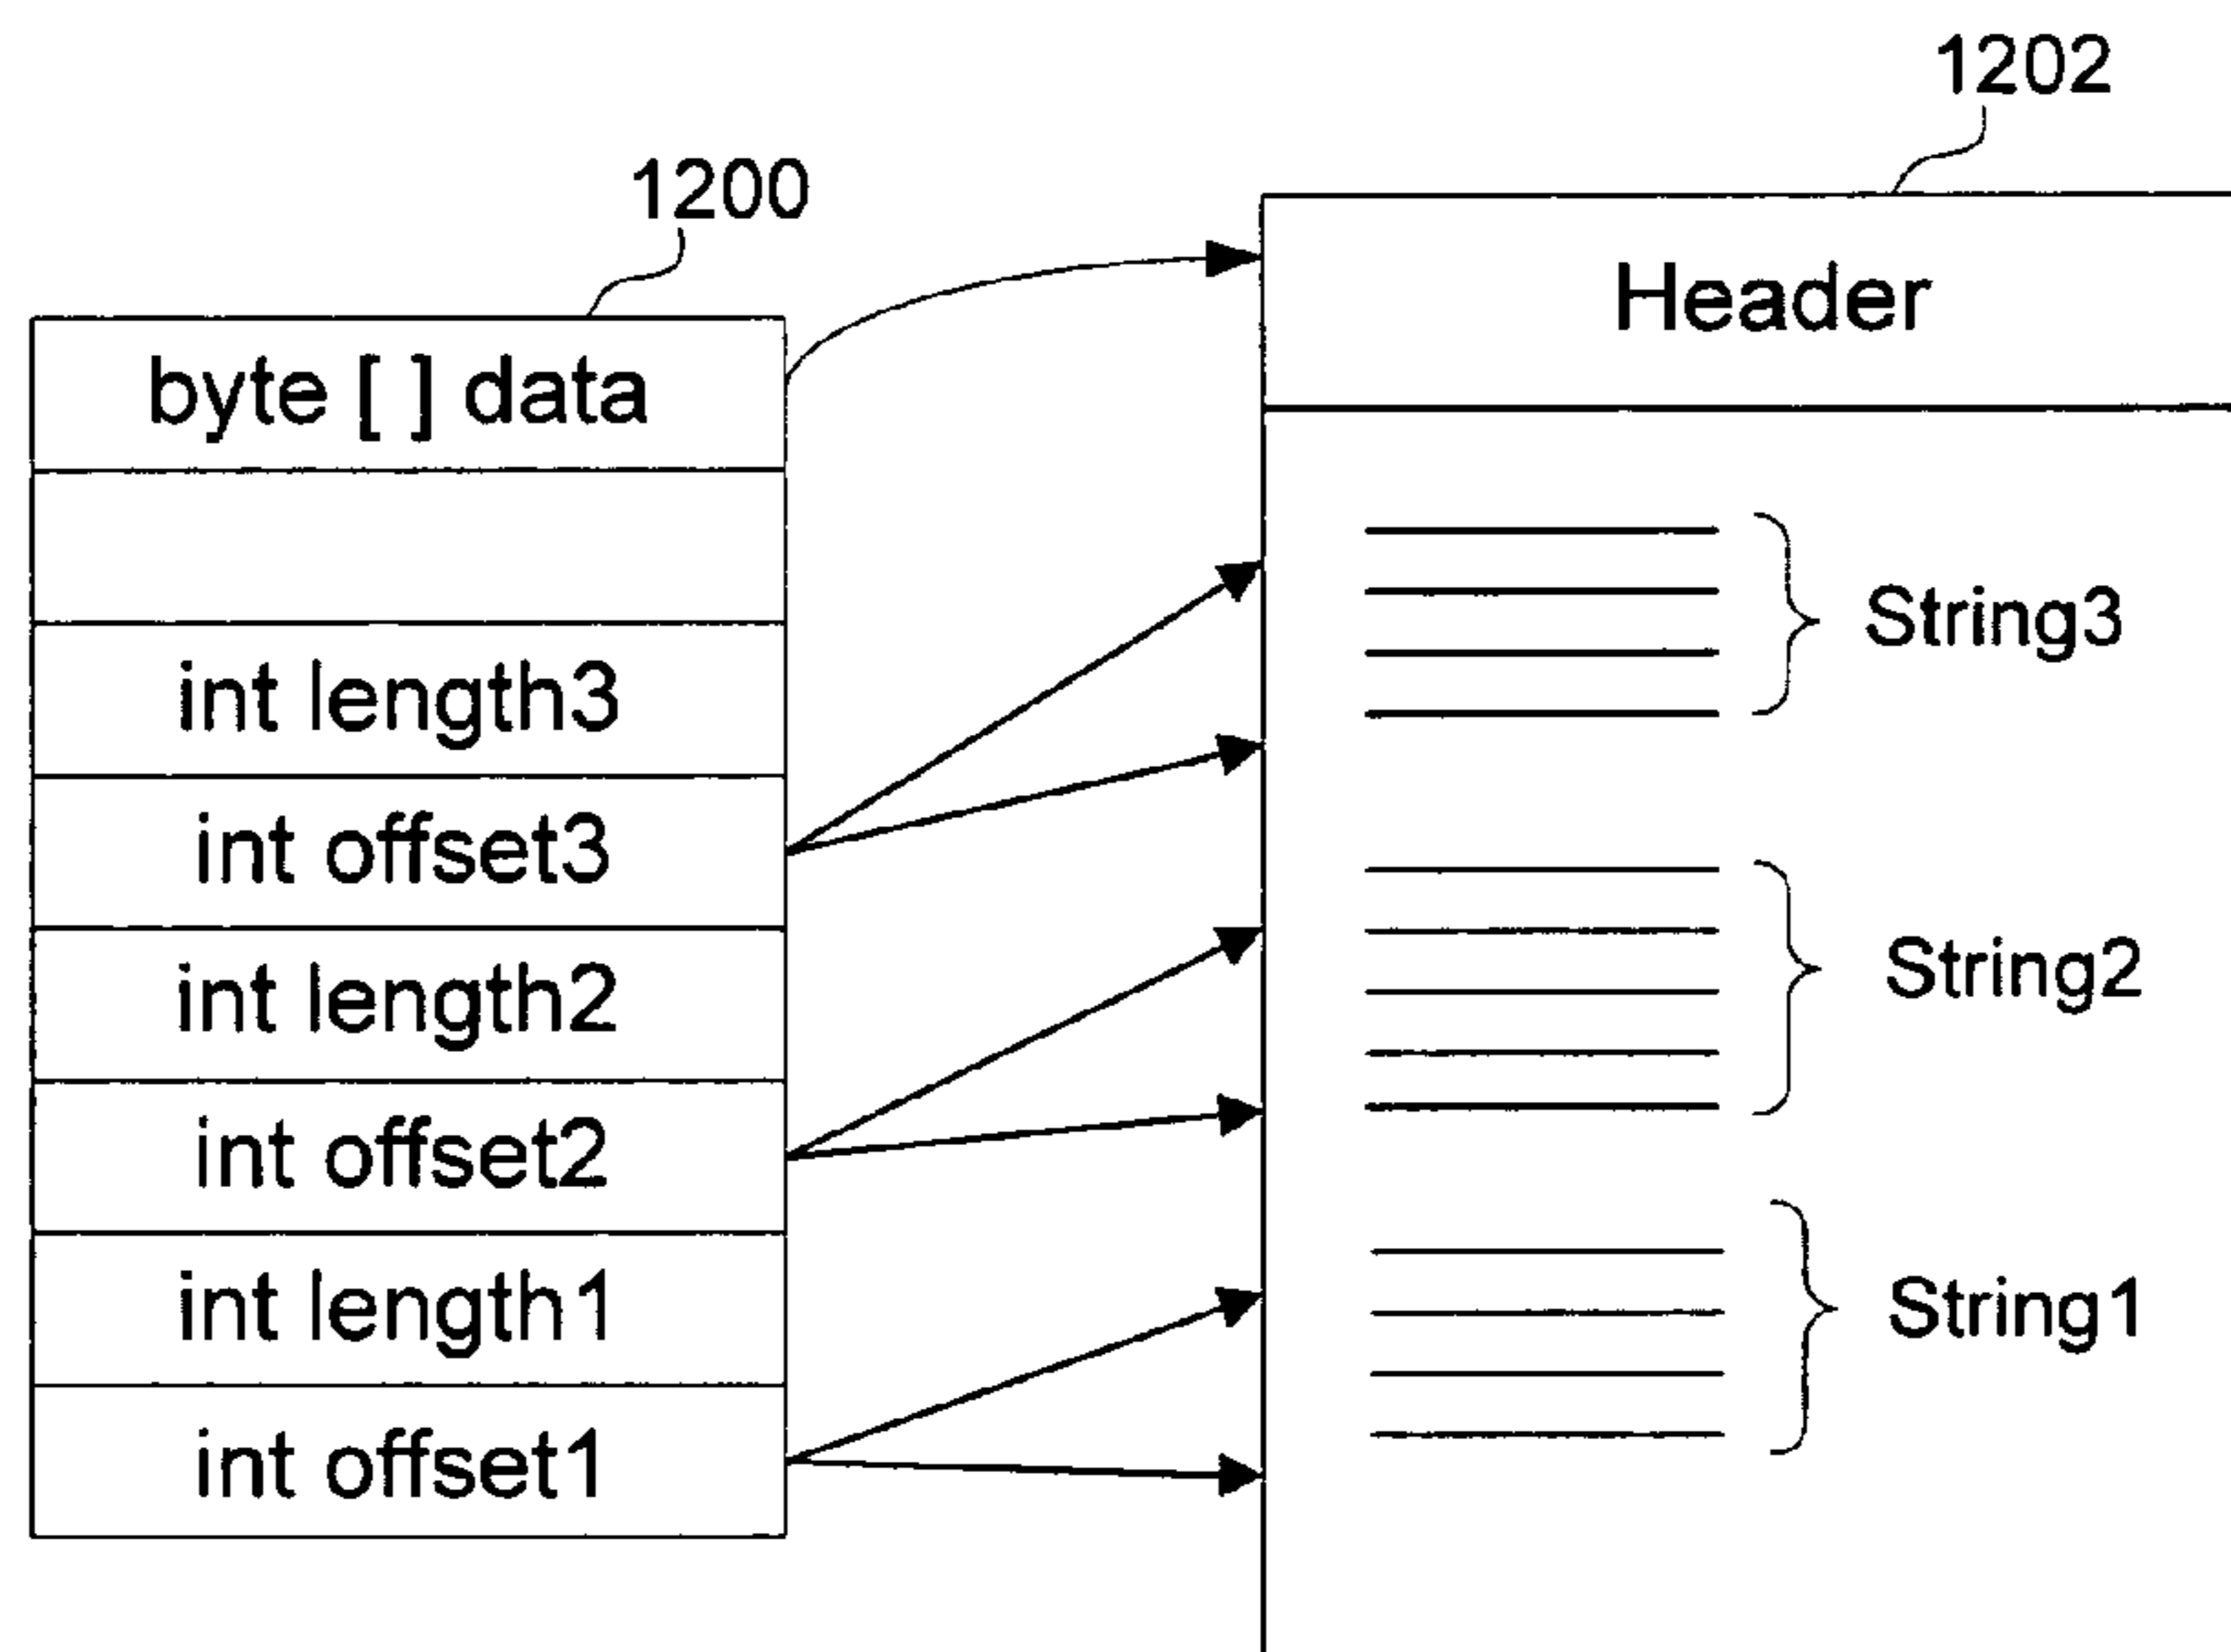 1202
1200
Header
byte [ ] data
String3
int length3
int offset3
String2
int length2
int offset2
String1
int length1
int offset1